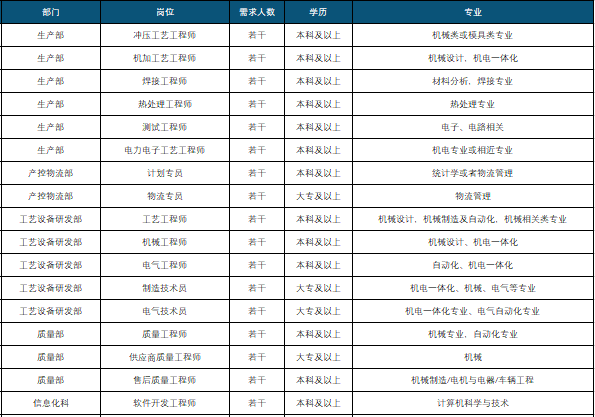 部门 岗位 需求人数 学历 专业
生产部 冲压工艺工程师 若干 本科及以上 机械类或模具类专业
生产部 机加工艺工程师 若干 本科及以上 机械设计，机电一体化
生产部 焊接工程师 若干 本科及以上 材料分析，焊接专业
生产部 热处理工程师 若干 本科及以上 热处理专业
生产部 测试工程师 若干 本科及以上 电子、电路相关
生产部 电力电子工艺工程师 若干 本科及以上 机电专业或相近专业
产控物流部 计划专员 若干 本科及以上 统计学或者物流管理
产控物流部 物流专员 若干 大专及以上 物流管理
工艺设备研发部 工艺工程师 若干 本科及以上 机械设计，机械制造及自动化，机械相关类专业
工艺设备研发部 机械工程师 若干 本科及以上 机械设计、机电一体化
工艺设备研发部 电气工程师 若干 本科及以上 自动化、机电一体化
工艺设备研发部 制造技术员 若干 大专及以上 机电一体化、机械、电气等专业
工艺设备研发部 电气技术员 若干 大专及以上 机电一体化专业、电气自动化专业
质量部 质量工程师 若干 本科及以上 机械专业，自动化专业
质量部 供应商质量工程师 若干 大专及以上 机械
质量部 售后质量工程师 若干 本科及以上 机械制造/电机与电器/车辆工程
信息化科 软件开发工程师 若干 本科及以上 计算机科学与技术